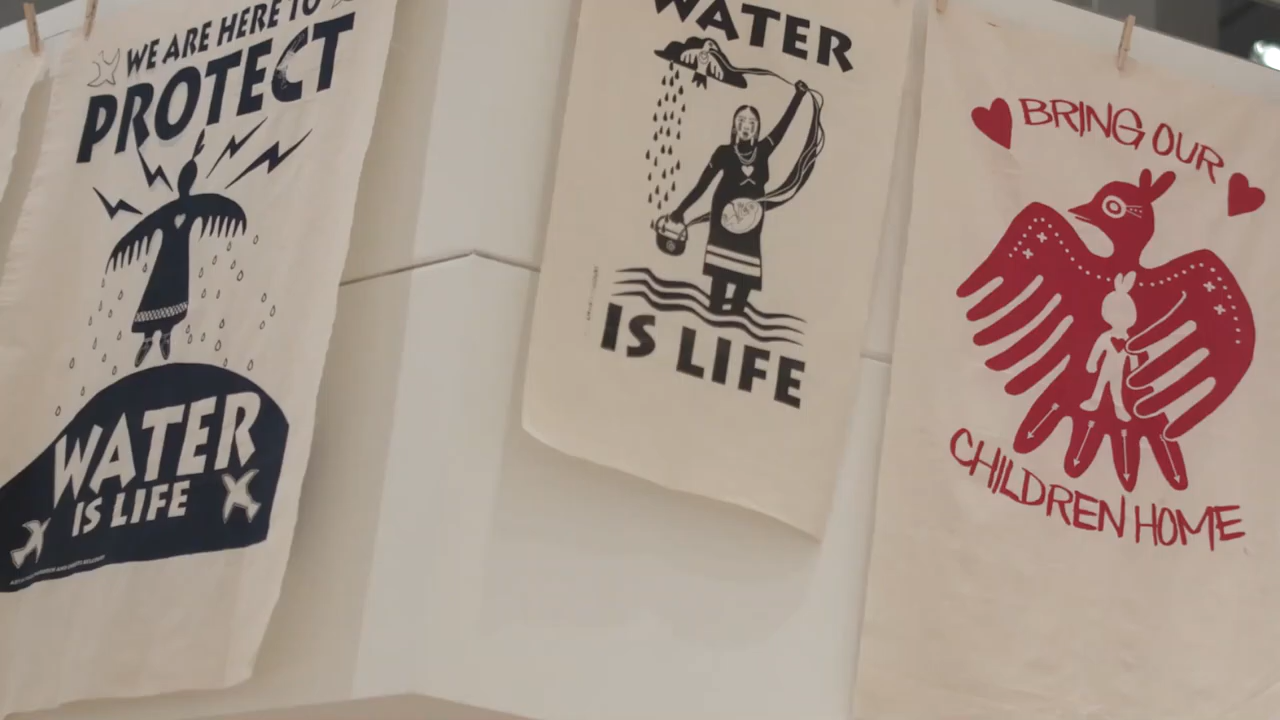 WE ARE HERE TO
PROTECT
WATER
IS LIFE
WATER
IS LIFE
BRING OUR
CHILDREN HOME